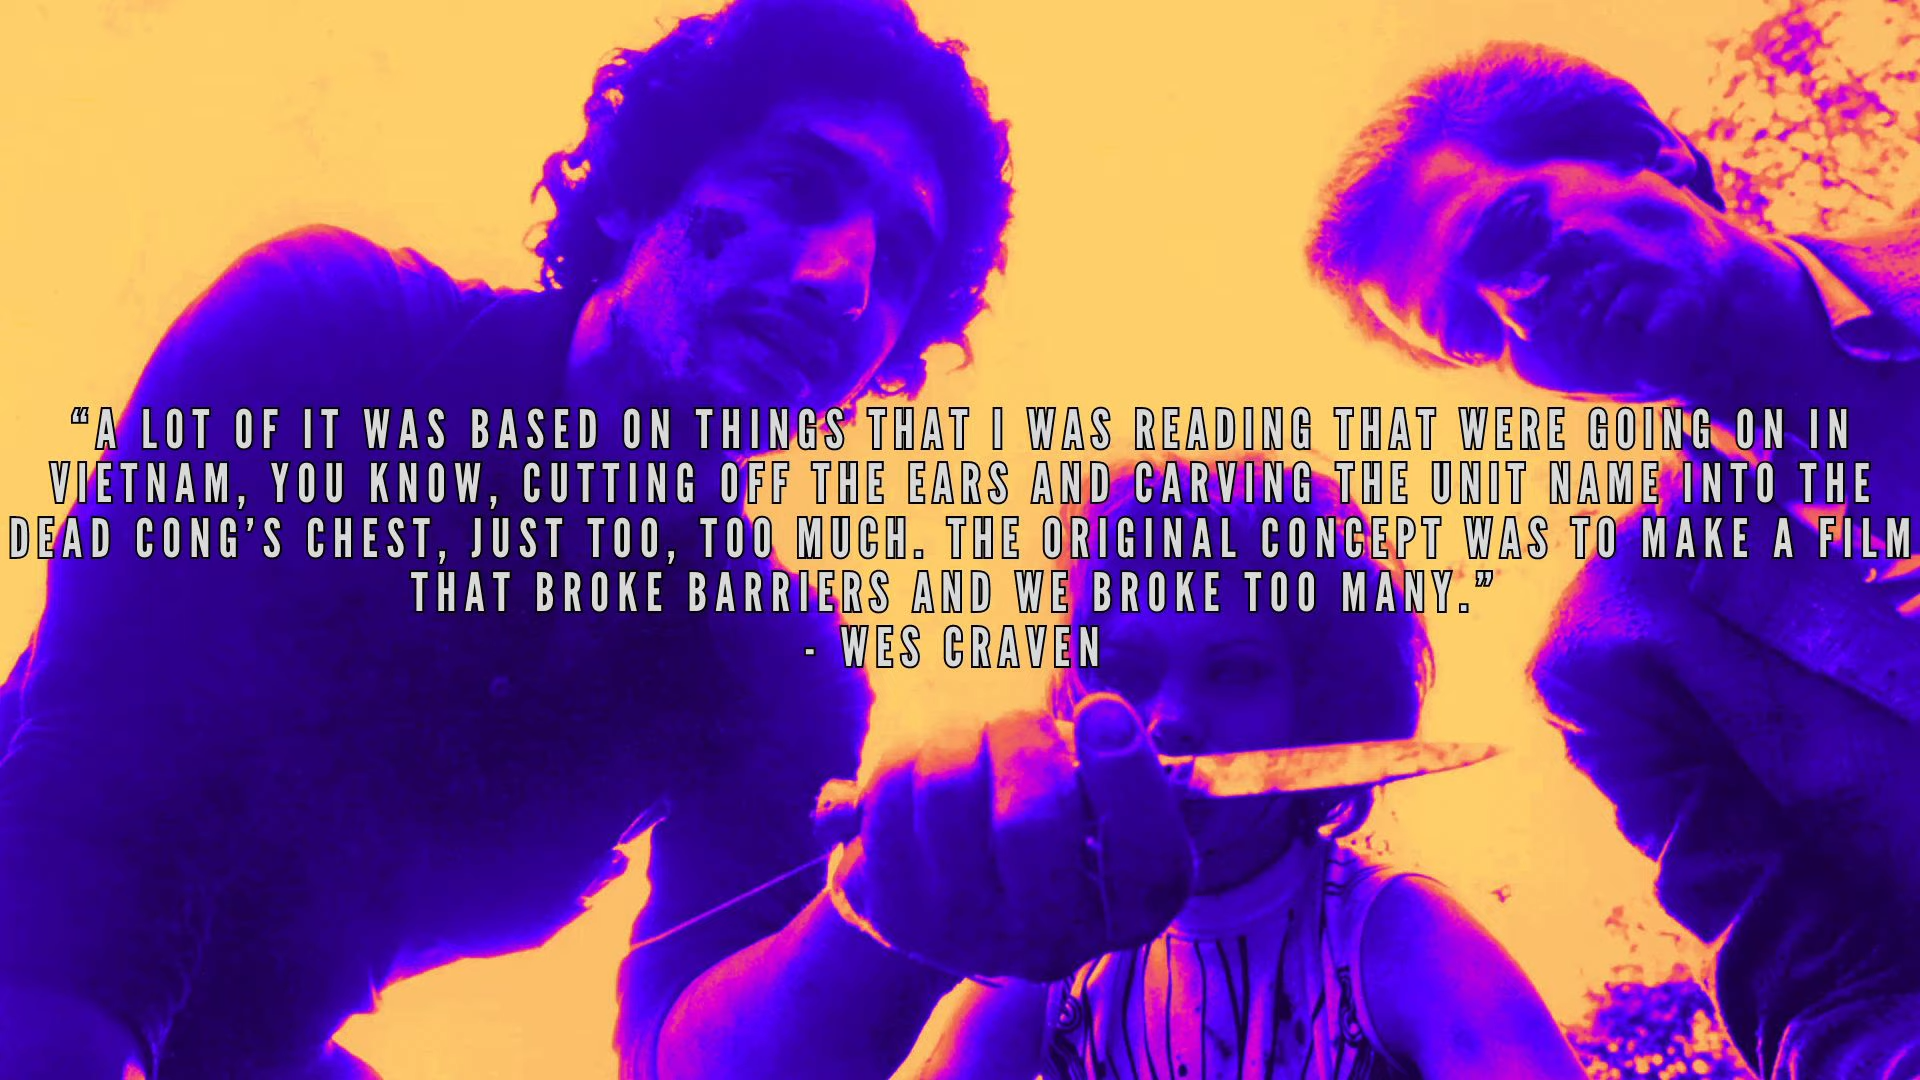 “A LOT OF IT WAS BASED ON THINGS THAT I WAS READING THAT WERE GOING ON IN
VIETNAM, YOU KNOW, CUTTING OFF THE EARS AND CARVING THE UNIT NAME INTO THE
DEAD CONG’S CHEST, JUST TOO, TOO MUCH. THE ORIGINAL CONCEPT WAS TO MAKE A FILM
THAT BROKE BARRIERS AND WE BROKE TOO MANY.”
- WES CRAVEN